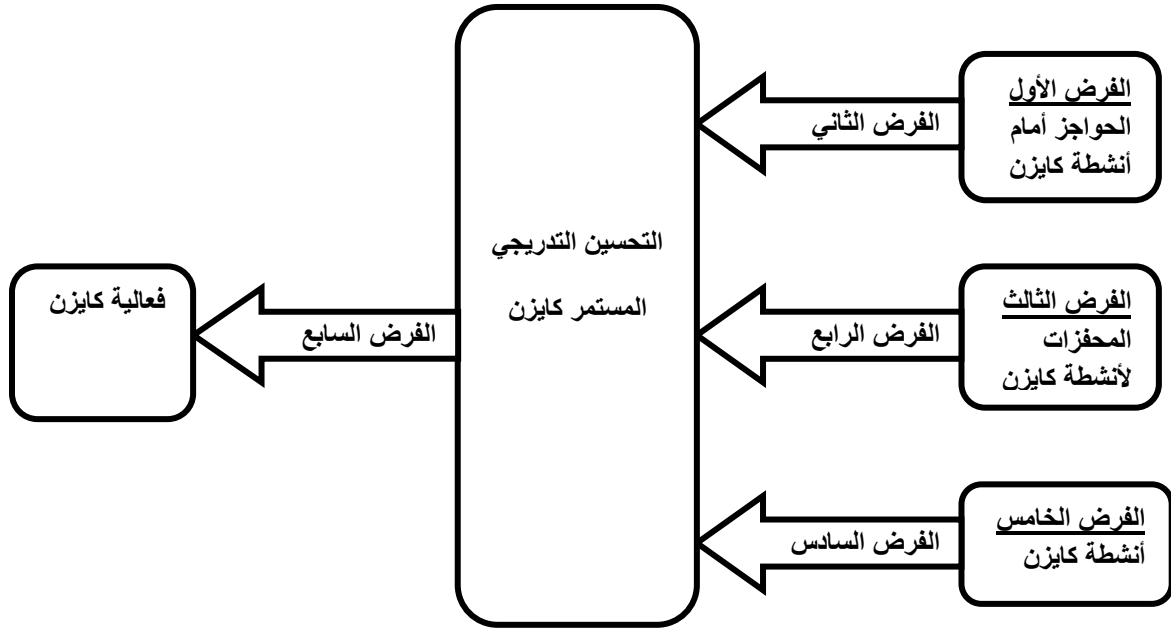 الفرض الأول
الحواجز أمام
أنشطة كايزن
الفرض الثاني
الفرض الثالث
المحفزات
لأنشطة كايزن
الفرض الرابع
الفرض الخامس
أنشطة كايزن
الفرض السادس
التحسين التدريجي
المستمر كايزن
الفرض السابع
فعالية كايزن